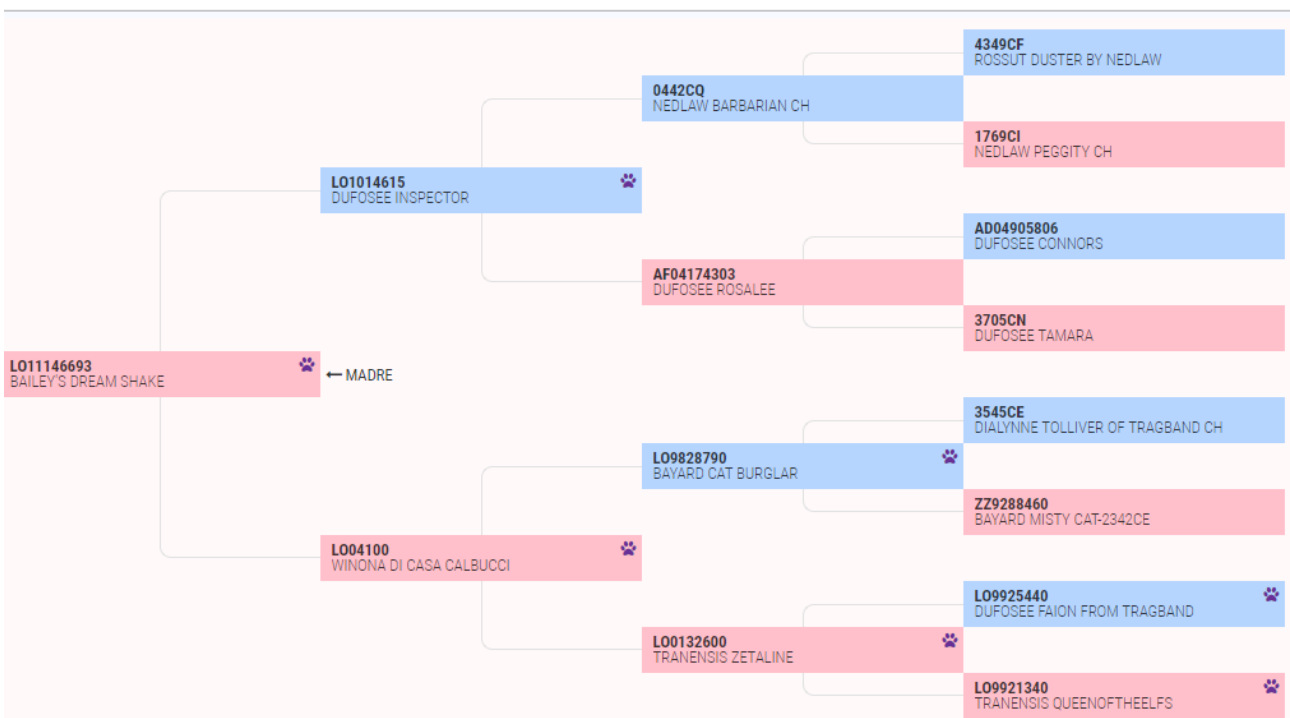 4349CF
ROSSUT DUSTER BY NEDLAW
0442CQ
NEDLAW BARBARIAN CH
1769CI
NEDLAW PEGGITY CH
LO1014615
DUFOSEE INSPECTOR
AD04905806
DUFOSEE CONNORS
AF04174303
DUFOSEE ROSALEE
3705CN
DUFOSEE TAMARA
LO11146693
BAILEY'S DREAM SHAKE
← MADRE
3545CE
DIALYNNE TOLLIVER OF TRAGBAND CH
LO9828790
BAYARD CAT BURGLAR
ZZ9288460
BAYARD MISTY CAT-2342CE
LO04100
WINONA DI CASA CALBUCCI
LO9925440
DUFOSEE FAION FROM TRAGBAND
LO0132600
TRANENSIS ZETALINE
LO9921340
TRANENSIS QUEENOFTHEELFS